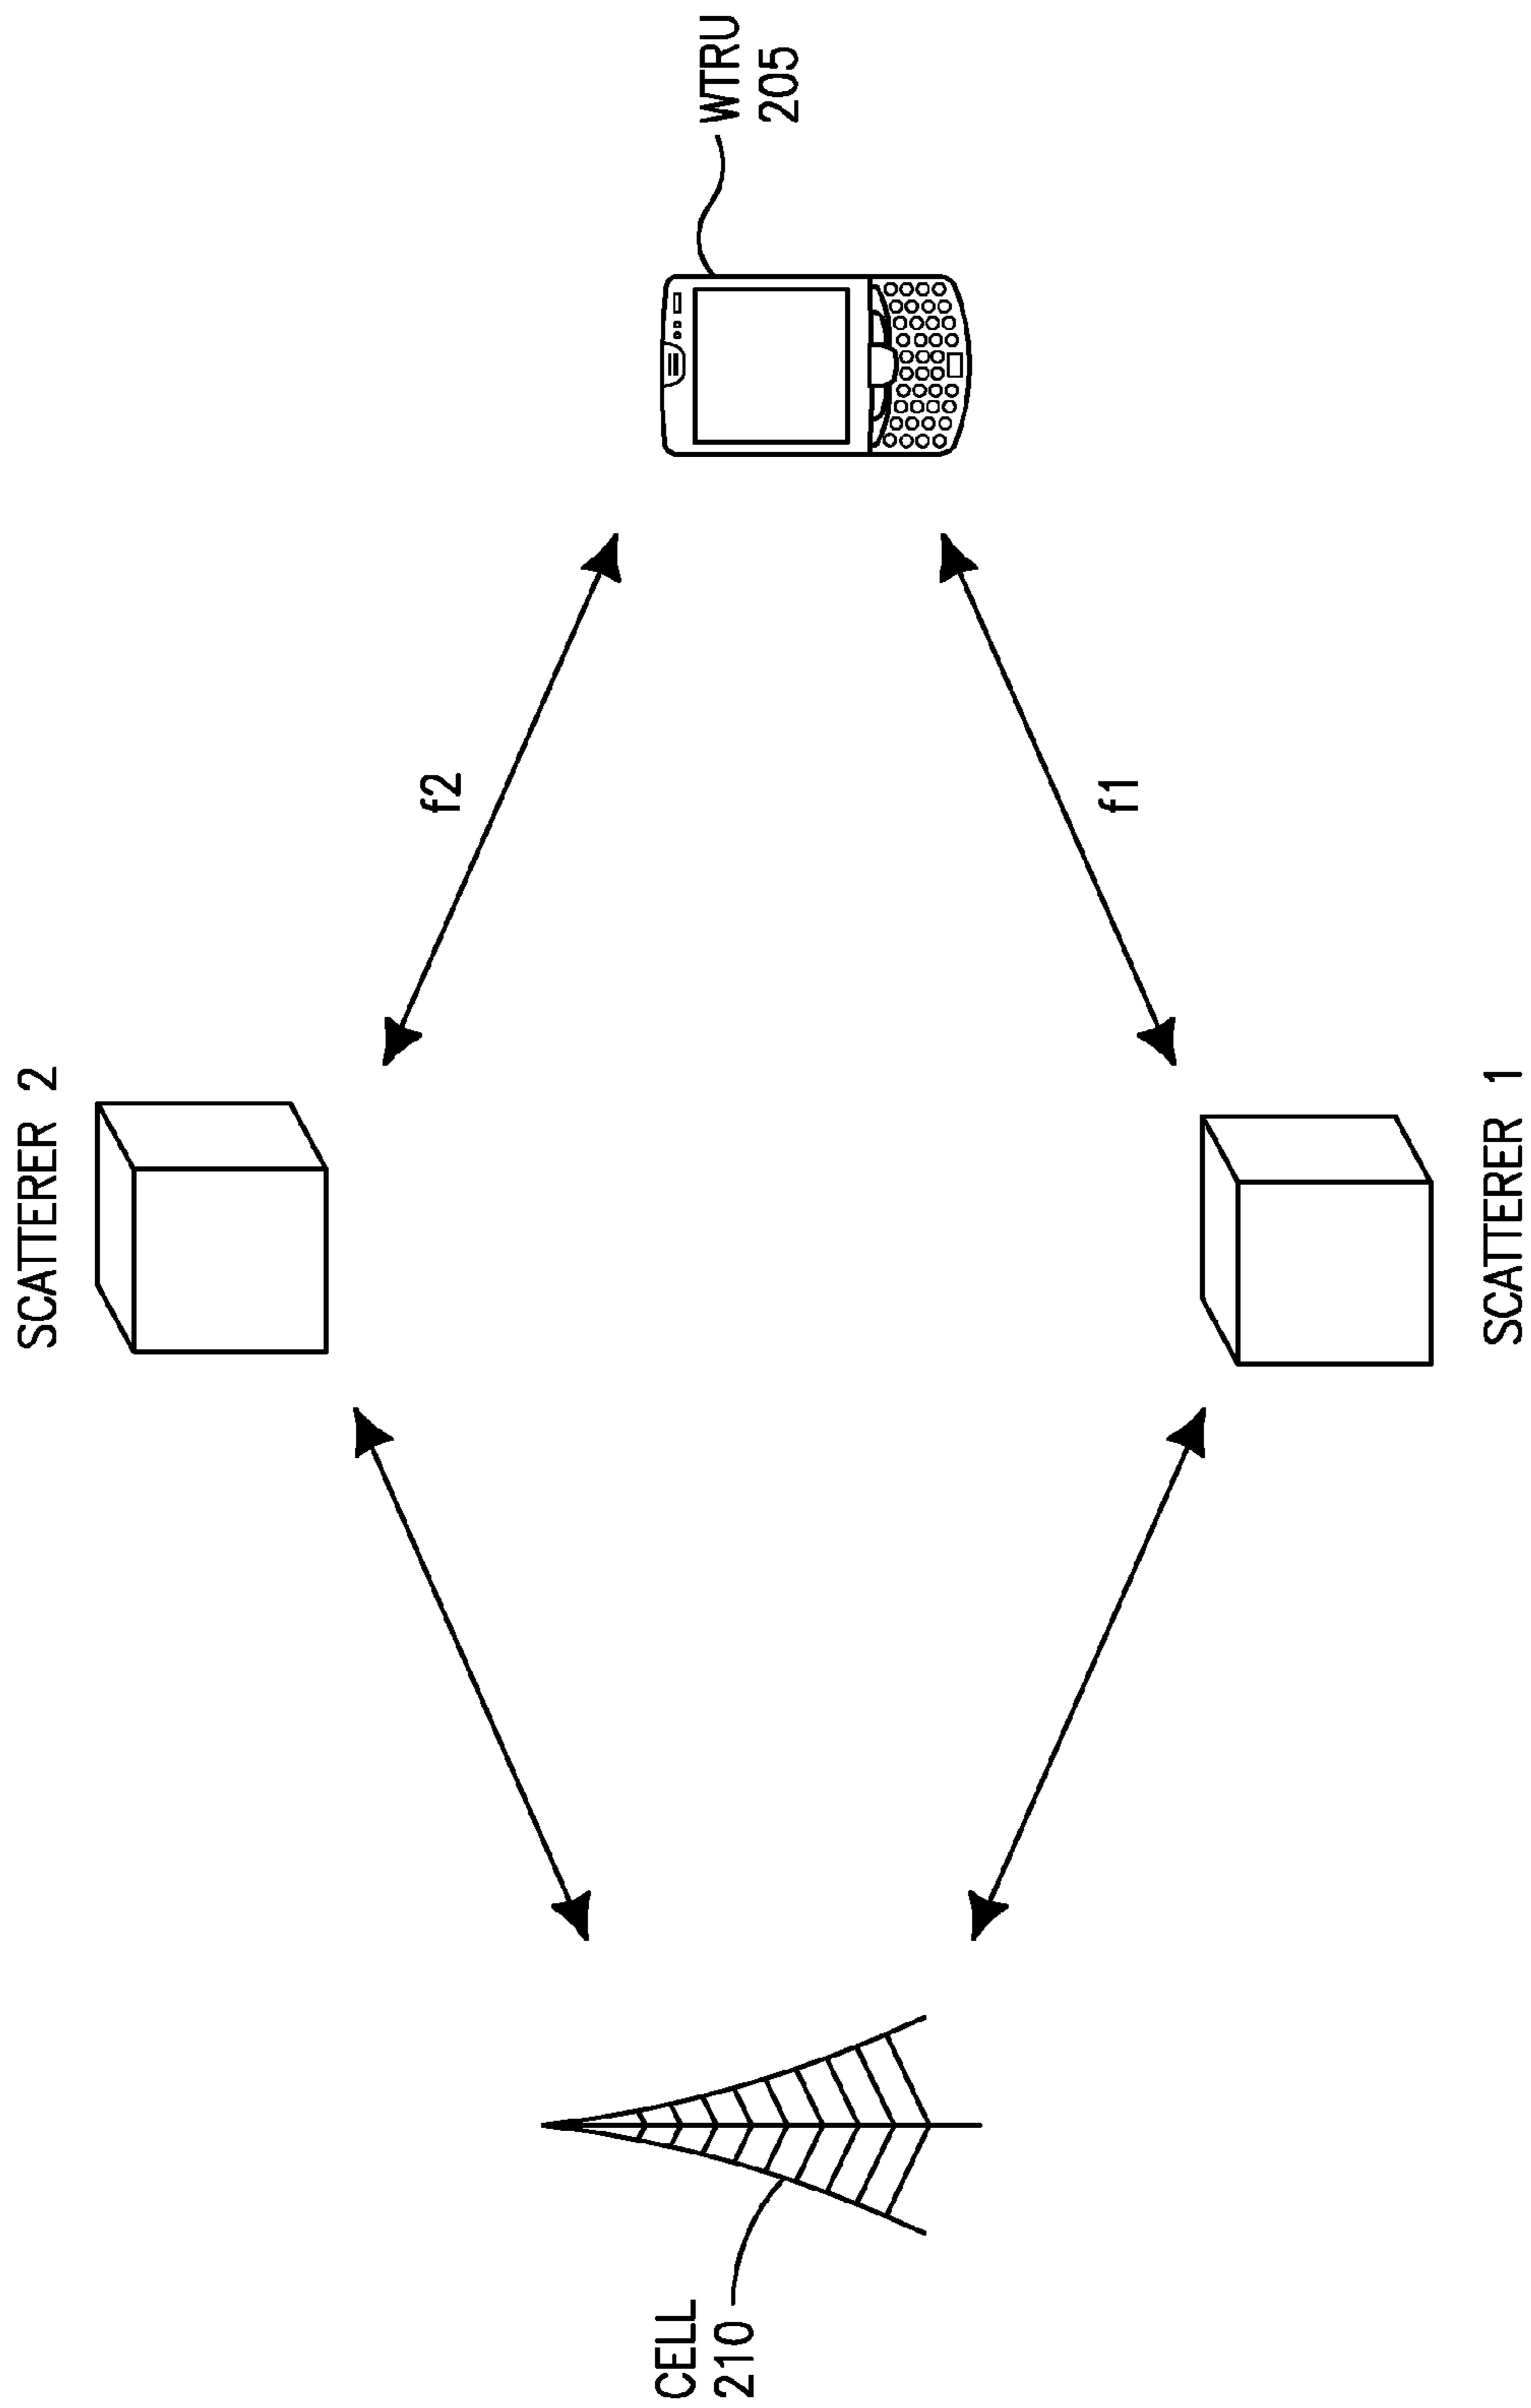 SCATTERER 2
f2
WTRU
205
CELL
210
f1
SCATTERER 1